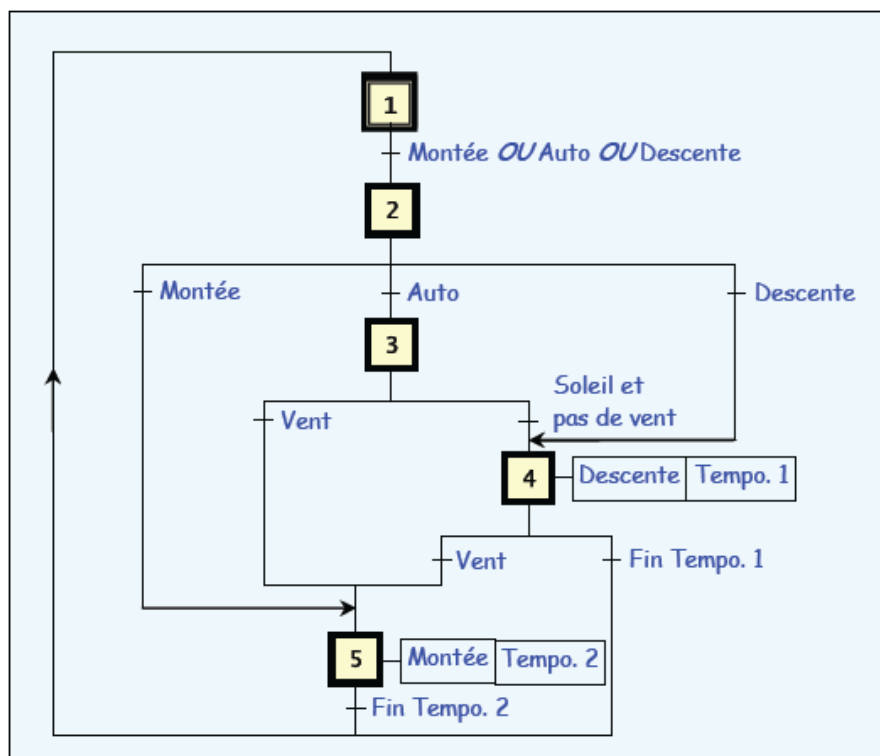 1
Montée OU Auto OU Descente
2
Montée
Auto
Descente
3
Vent
Soleil et
pas de vent
4
Descente
Tempo. 1
Vent
Fin Tempo. 1
5
Montée
Tempo. 2
Fin Tempo. 2